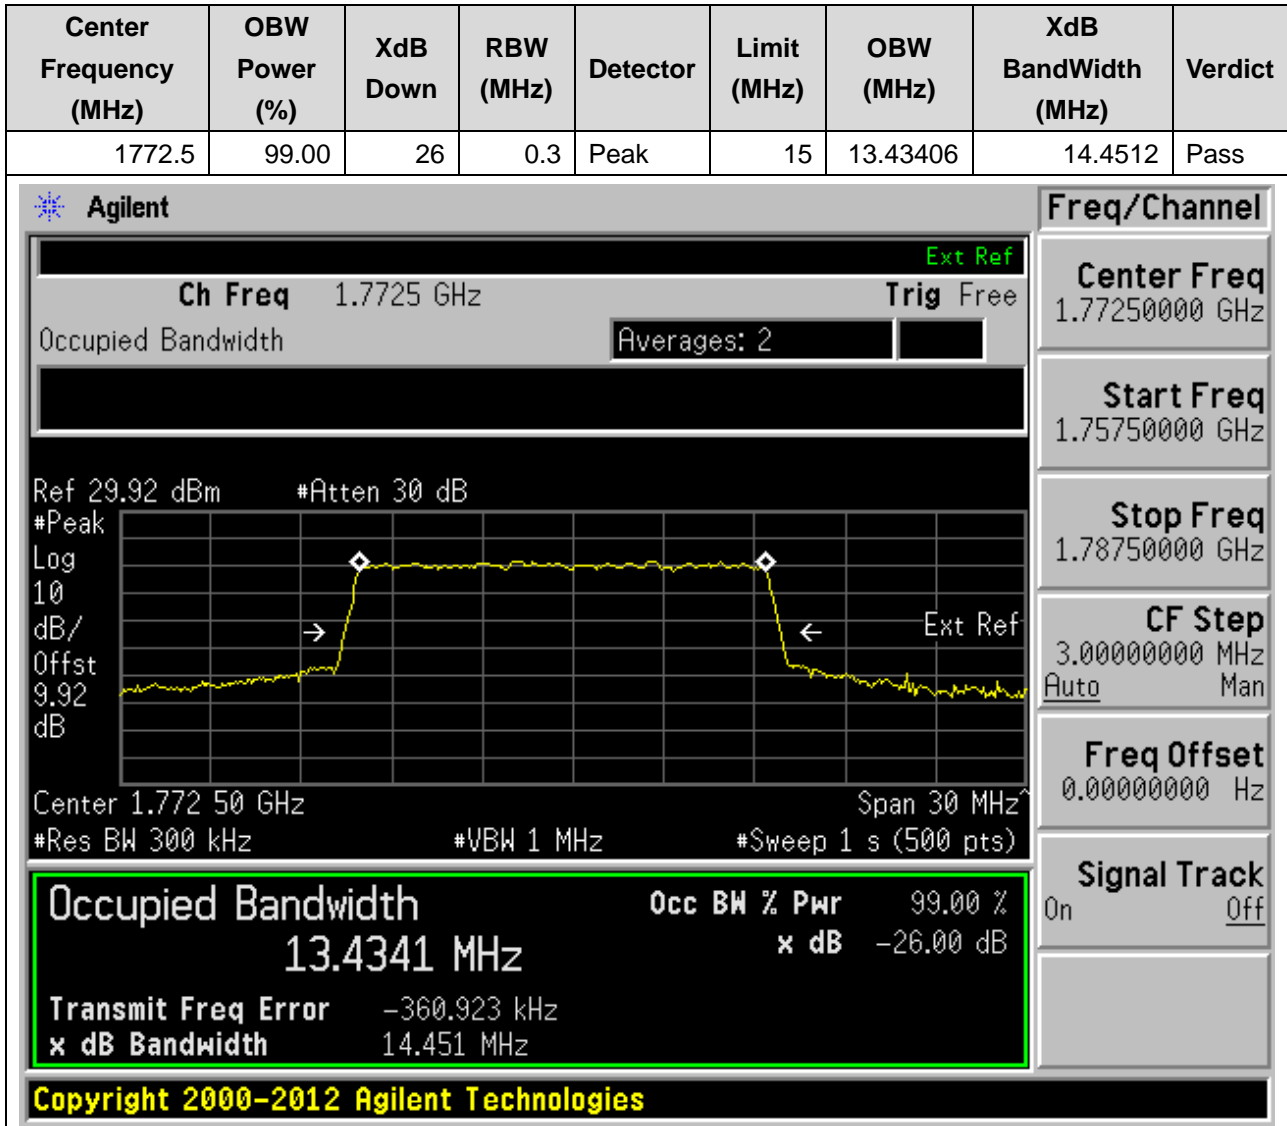 Center Frequency (MHz) OBW Power (%) XdB Down RBW (MHz) Detector Limit (MHz) OBW (MHz) XdB BandWidth (MHz) Verdict
1772.5 99.00 26 0.3 Peak 15 13.43406 14.4512 Pass
Agilent
Freq/Channel
Ext Ref
Ch Freq 1.7725 GHz Trig Free
Occupied Bandwidth Averages: 2
Ref 29.92 dBm #Atten 30 dB
#Peak
Log
10
dB/
Offst
9.92
dB
Ext Ref
Center 1.772 50 GHz Span 30 MHz^
#Res BW 300 kHz #VBW 1 MHz #Sweep 1 s (500 pts)
Occupied Bandwidth Occ BW % Pwr 99.00 %
13.4341 MHz x dB -26.00 dB
Transmit Freq Error -360.923 kHz
x dB Bandwidth 14.451 MHz
Center Freq
1.77250000 GHz
Start Freq
1.75750000 GHz
Stop Freq
1.78750000 GHz
CF Step
3.00000000 MHz
Auto Man
Freq Offset
0.00000000 Hz
Signal Track
On Off
Copyright 2000-2012 Agilent Technologies